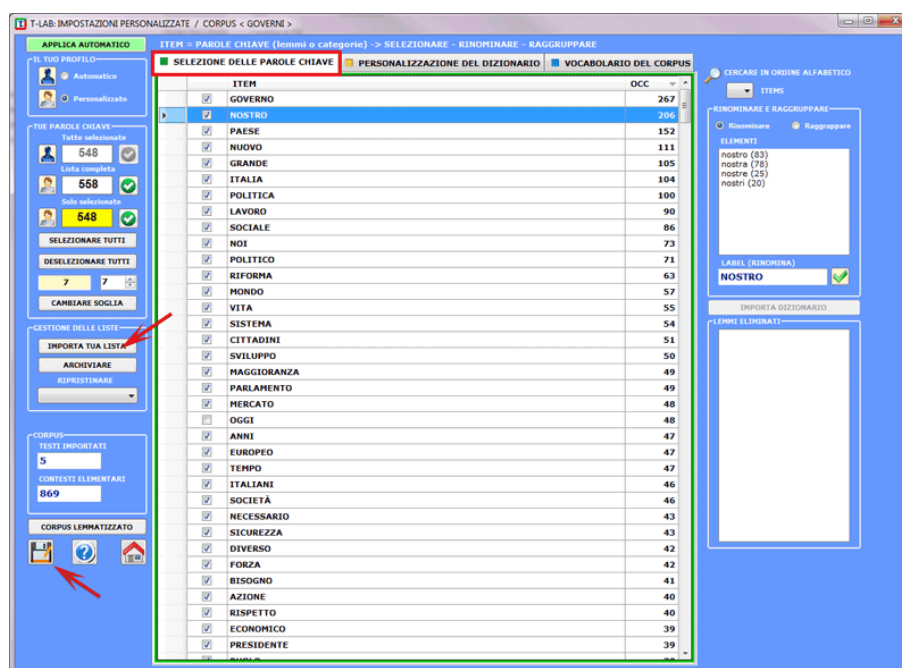 T-LAB: IMPOSTAZIONI PERSONALIZZATE / CORPUS < GOVERNI >
APPLICA AUTOMATICO
ITEM = PAROLE CHIAVE (lemmi o categorie) -> SELEZIONARE - RINOMINARE - RAGGRUPPARE
IL TUO PROFILO
Automatico
Personalizzato
TUE PAROLE CHIAVE
Tutte selezionate
548
Lista completa
558
Solo selezionate
548
SELEZIONARE TUTTI
DESELEZIONARE TUTTI
7 7
CAMBIARE SOGLIA
GESTIONE DELLE LISTE
IMPORTA TUA LISTA
ARCHIVIARE
RIPRISTINARE
CORPUS
TESTI IMPORTATI
5
CONTESTI ELEMENTARI
869
CORPUS LEMMATIZZATO
SELEZIONE DELLE PAROLE CHIAVE
PERSONALIZZAZIONE DEL DIZIONARIO
VOCABOLARIO DEL CORPUS
ITEM OCC
GOVERNO 267
NOSTRO 206
PAESE 152
NUOVO 111
GRANDE 105
ITALIA 104
POLITICA 100
LAVORO 90
SOCIALE 86
NOI 73
POLITICO 71
RIFORMA 63
MONDO 57
VITA 55
SISTEMA 54
CITTADINI 51
SVILUPPO 50
MAGGIORANZA 49
PARLAMENTO 49
MERCATO 48
OGGI 48
ANNI 47
EUROPEO 47
TEMPO 47
ITALIANI 46
SOCIETÀ 46
NECESSARIO 43
SICUREZZA 43
DIVERSO 42
FORZA 42
BISOGNO 41
AZIONE 40
RISPETTO 40
ECONOMICO 39
PRESIDENTE 39
CERCARE IN ORDINE ALFABETICO
ITEMS
RINOMINARE E RAGGRUPPARE
Rinominare Raggruppare
ELEMENTI
nostro (83)
nostra (78)
nostre (25)
nostri (20)
LABEL (RINOMINA)
NOSTRO
IMPORTA DIZIONARIO
LEMMI ELIMINATI